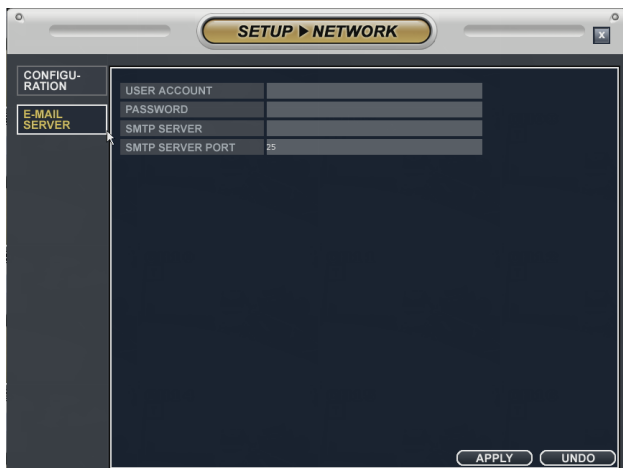 SETUP ▶ NETWORK
X
CONFIGU-
RATION
E-MAIL
SERVER
USER ACCOUNT
PASSWORD
SMTP SERVER
SMTP SERVER PORT 25
APPLY UNDO